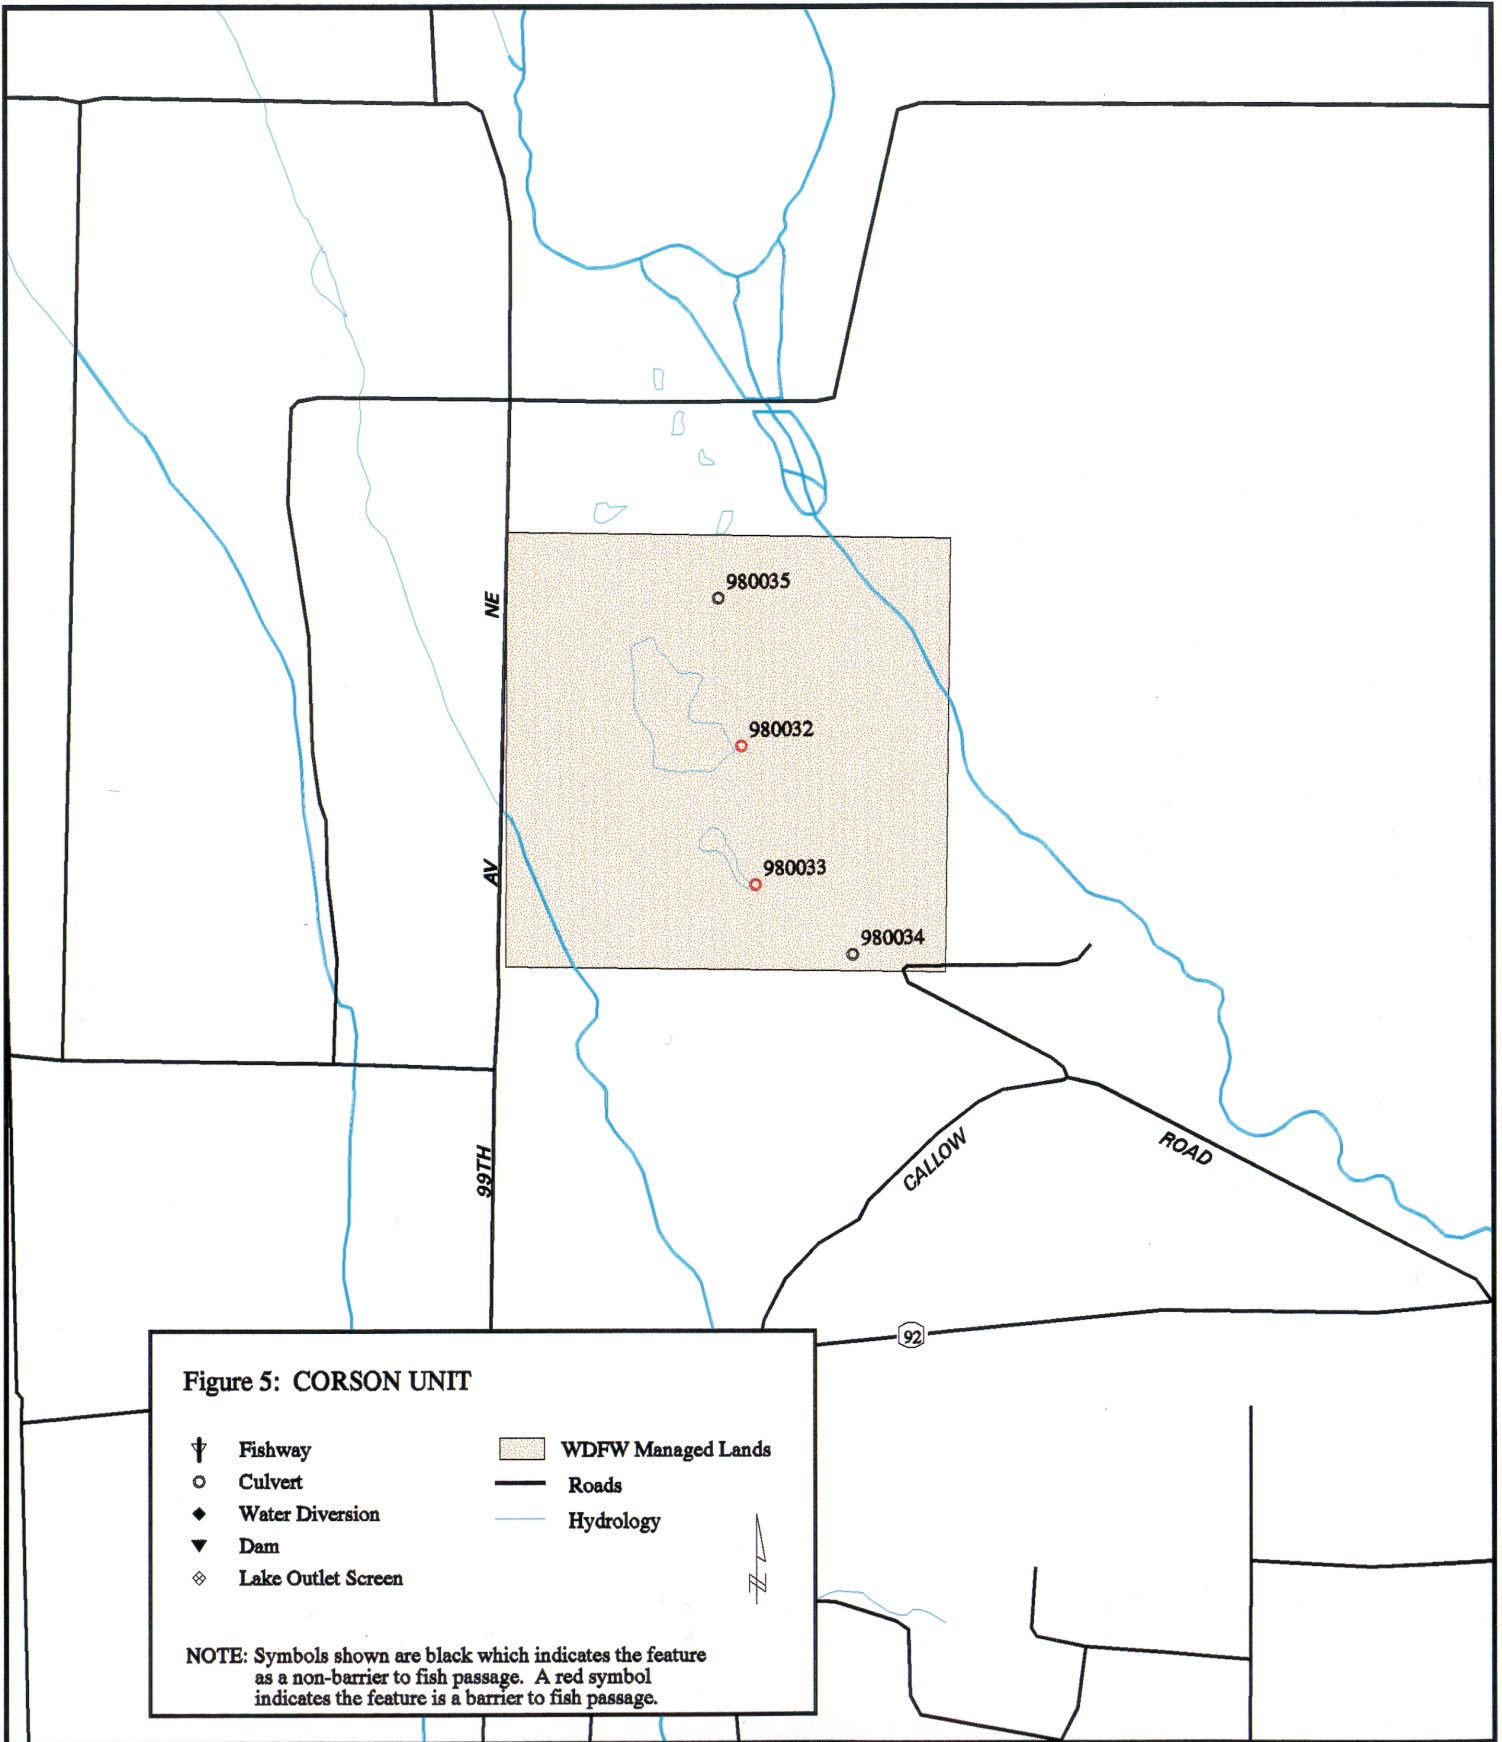 980035
NE
980032
AV
980033
980034
99TH
CALLOW
ROAD
92
Figure 5: CORSON UNIT
Fishway
Culvert
Water Diversion
Dam
Lake Outlet Screen
WDFW Managed Lands
Roads
Hydrology
N
NOTE: Symbols shown are black which indicates the feature
as a non-barrier to fish passage. A red symbol
indicates the feature is a barrier to fish passage.